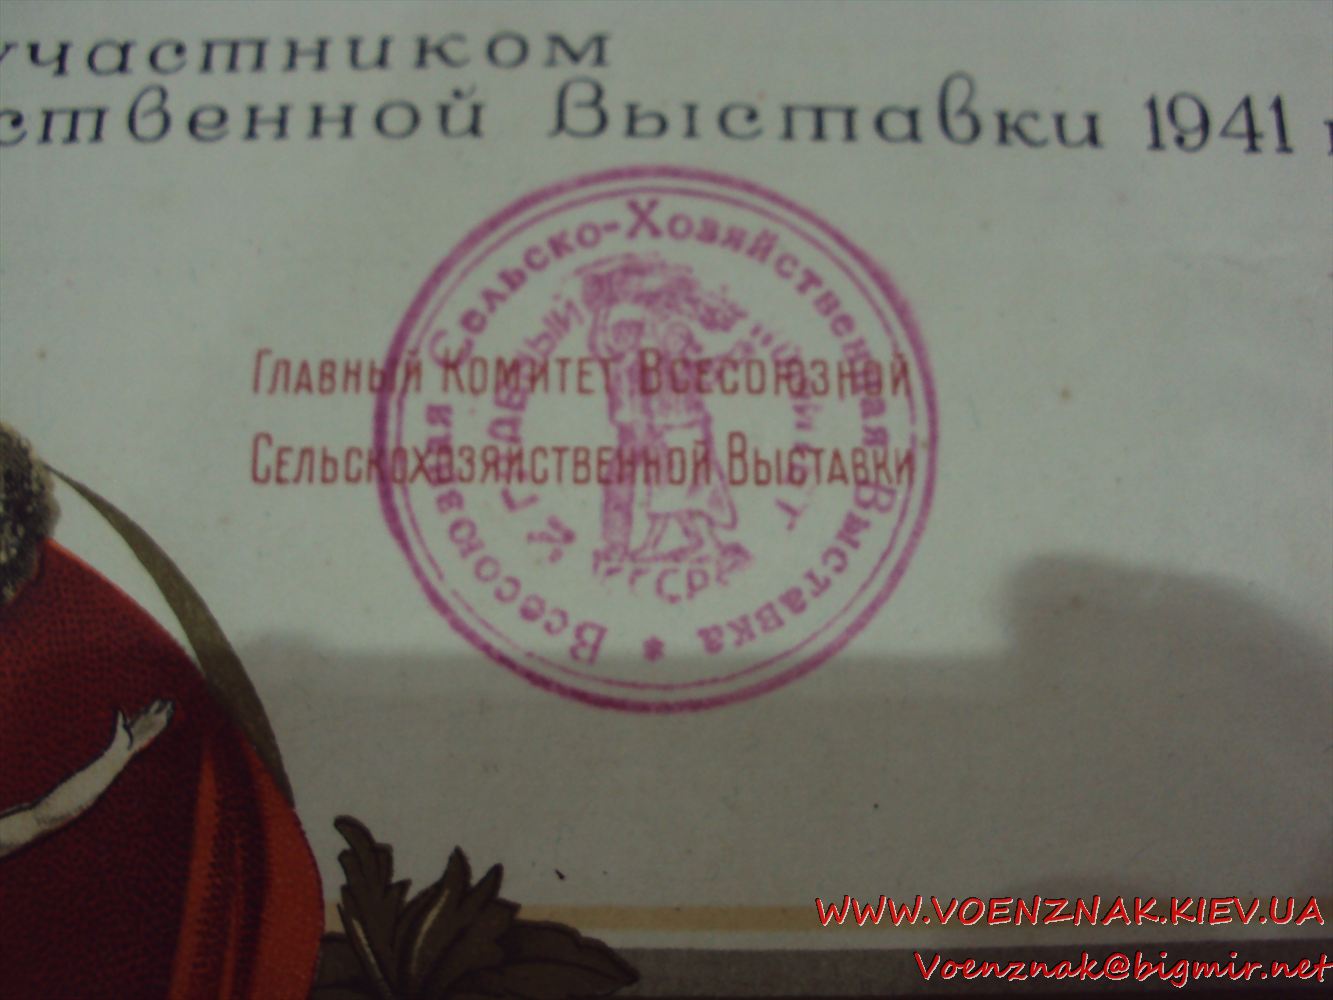 участником
ственной Выставки 1941 г
Всесоюзная Сельско-Хозяйственная Выставка *
Главный Комитет Всесоюзной
Сельскохозяйственной Выставки
СССР
WWW.VOENZNAK.KIEV.UA
Voenznak@bigmir.net